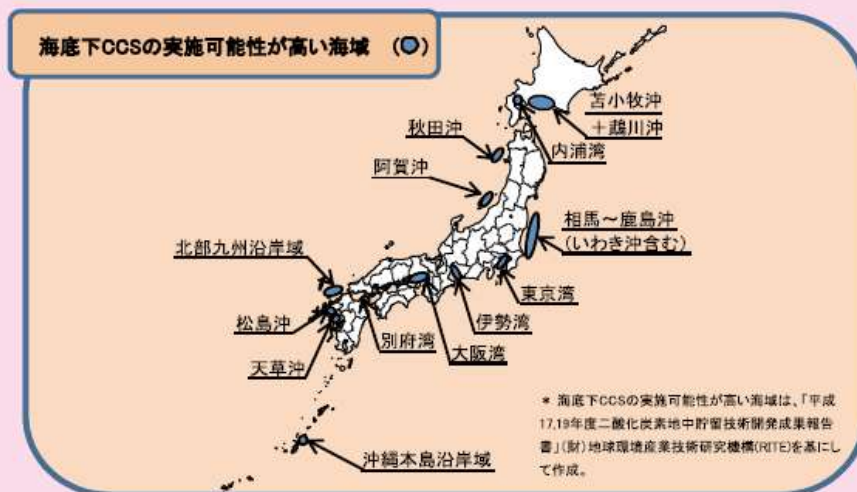 海底下CCSの実施可能性が高い海域 (●)
苫小牧沖
+鵡川沖
内浦湾
秋田沖
阿賀沖
相馬～鹿島沖
(いわき沖含む)
北部九州沿岸域
東京湾
伊勢湾
松島沖
別府湾
大阪湾
天草沖
沖縄本島沿岸域
* 海底下CCSの実施可能性が高い海域は、「平成
17,19年度二酸化炭素地中貯留技術開発成果報告
書」(財)地球環境産業技術研究機構(RITE)を基にし
て作成。